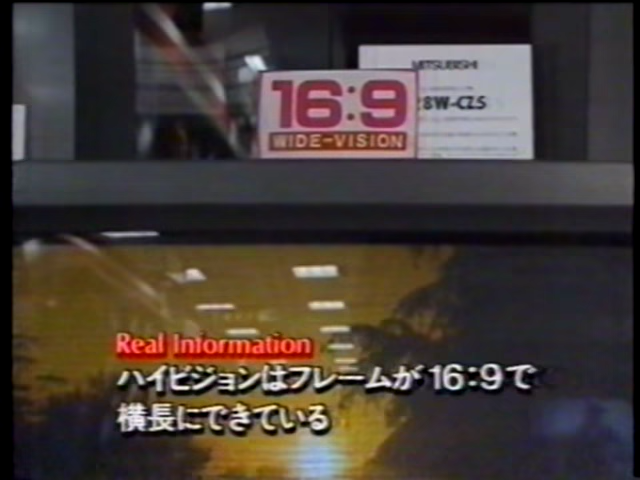 16:9
WIDE-VISION
MITSUBISHI
28W-CZ5
Real Information
ハイビジョンはフレームが16:9で
横長にできている